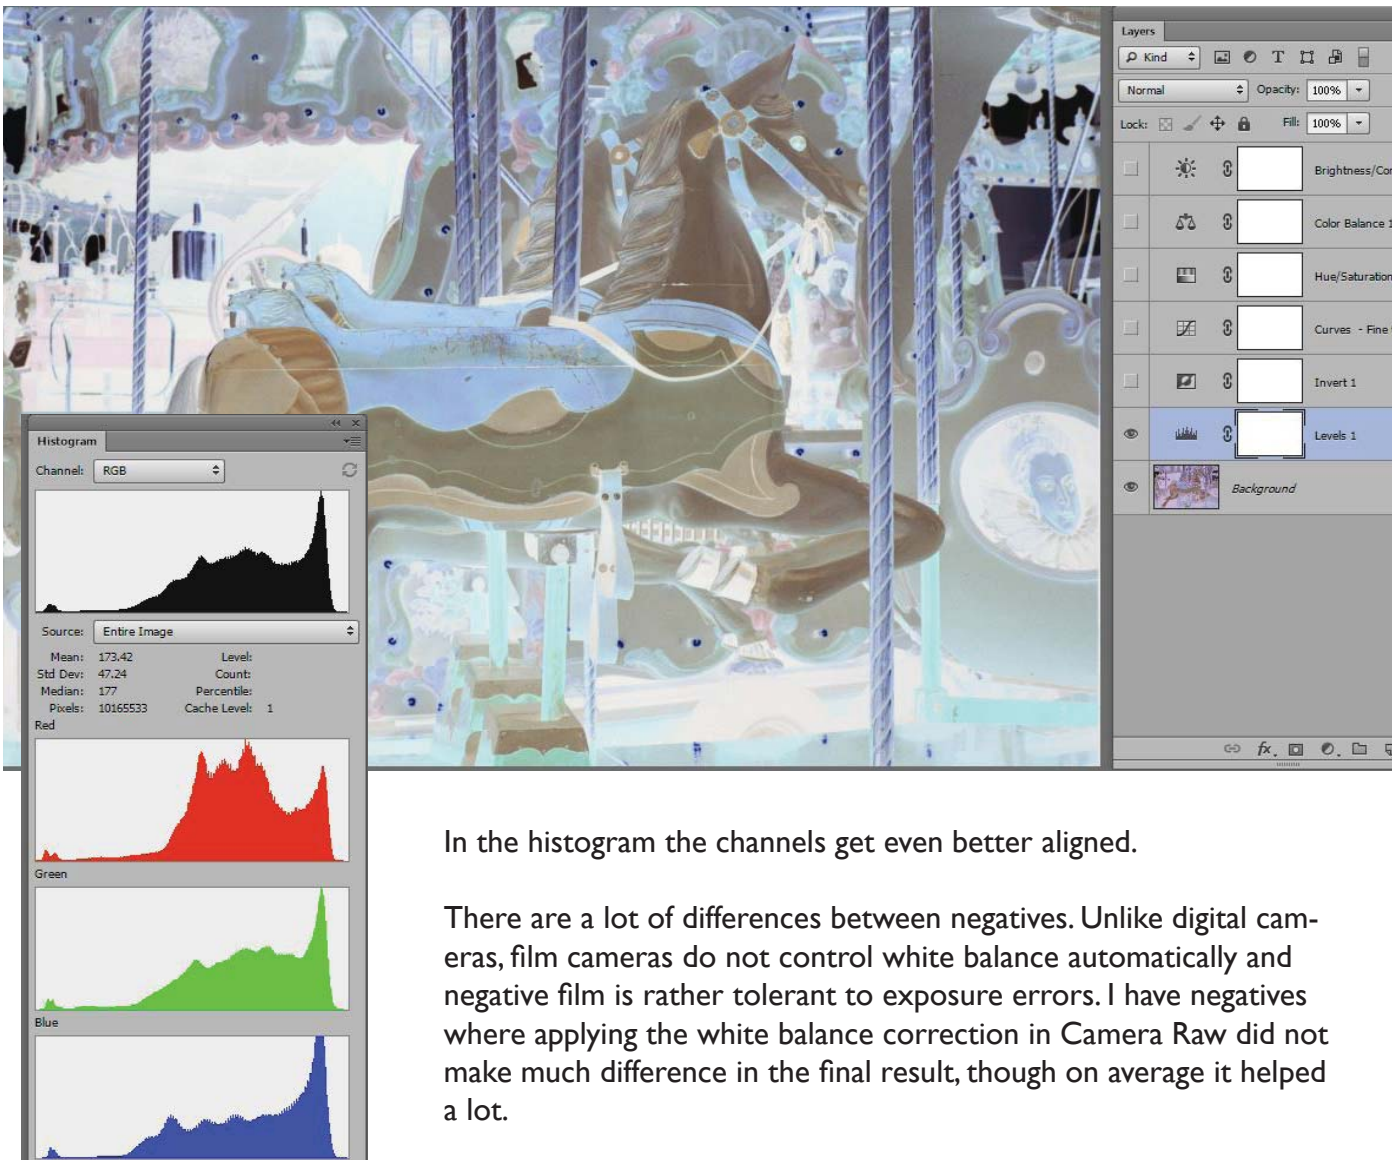 Layers
Kind
T
Normal
Opacity: 100%
Lock:
Fill: 100%
Brightness/Con
Color Balance 1
Hue/Saturation
Curves - Fine
Invert 1
Levels 1
Background
fx
Histogram
Channel: RGB
Source: Entire Image
Mean: 173.42 Level:
Std Dev: 47.24 Count:
Median: 177 Percentile:
Pixels: 10165533 Cache Level: 1
Red
Green
Blue
In the histogram the channels get even better aligned.
There are a lot of differences between negatives. Unlike digital cam-
eras, film cameras do not control white balance automatically and
negative film is rather tolerant to exposure errors. I have negatives
where applying the white balance correction in Camera Raw did not
make much difference in the final result, though on average it helped
a lot.